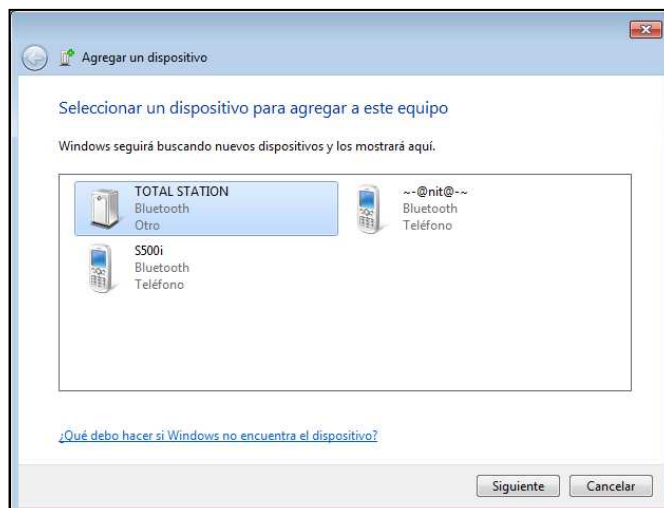 Agregar un dispositivo
Seleccionar un dispositivo para agregar a este equipo
Windows seguirá buscando nuevos dispositivos y los mostrará aquí.
TOTAL STATION
Bluetooth
Otro
~-@nit@-~
Bluetooth
Teléfono
S500i
Bluetooth
Teléfono
¿Qué debo hacer si Windows no encuentra el dispositivo?
Siguiente
Cancelar